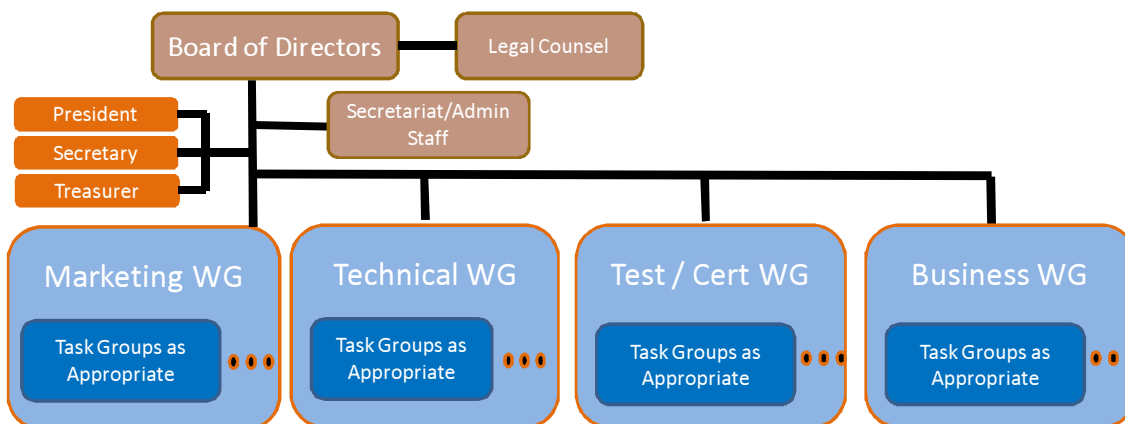 Board of Directors
Legal Counsel
President
Secretary
Treasurer
Secretariat/Admin
Staff
Marketing WG
Technical WG
Test / Cert WG
Business WG
Task Groups as
Appropriate
Task Groups as
Appropriate
Task Groups as
Appropriate
Task Groups as
Appropriate